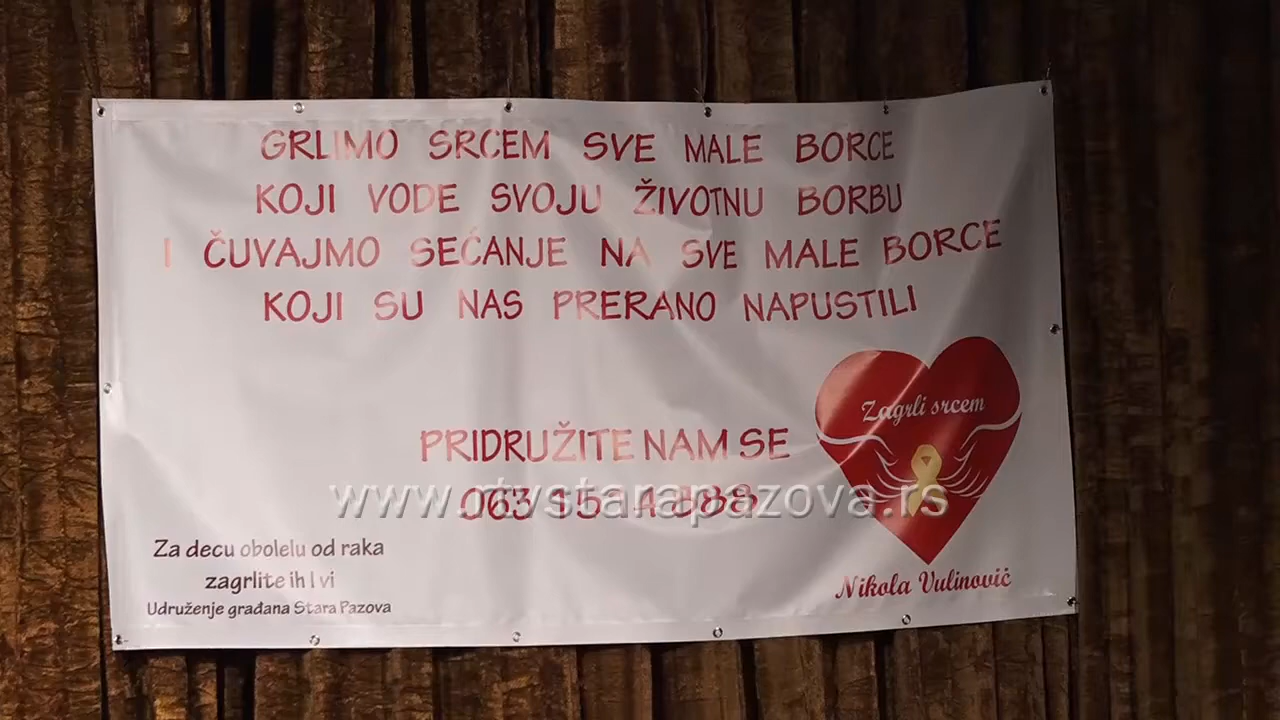 GRLIMO SRCEM SVE MALE BORCE
KOJI VODE SVOJU ŽIVOTNU BORBU
I ČUVAJMO SEĆANJE NA SVE MALE BORCE
KOJI SU NAS PRERANO NAPUSTILI
Zagrli srcem
PRIDRUŽITE NAM SE
www.rtvstarapazova.rs
063 15
Za decu obolelu od raka
zagrlite ih I vi
Udruženje građana Stara Pazova
Nikola Vulinović